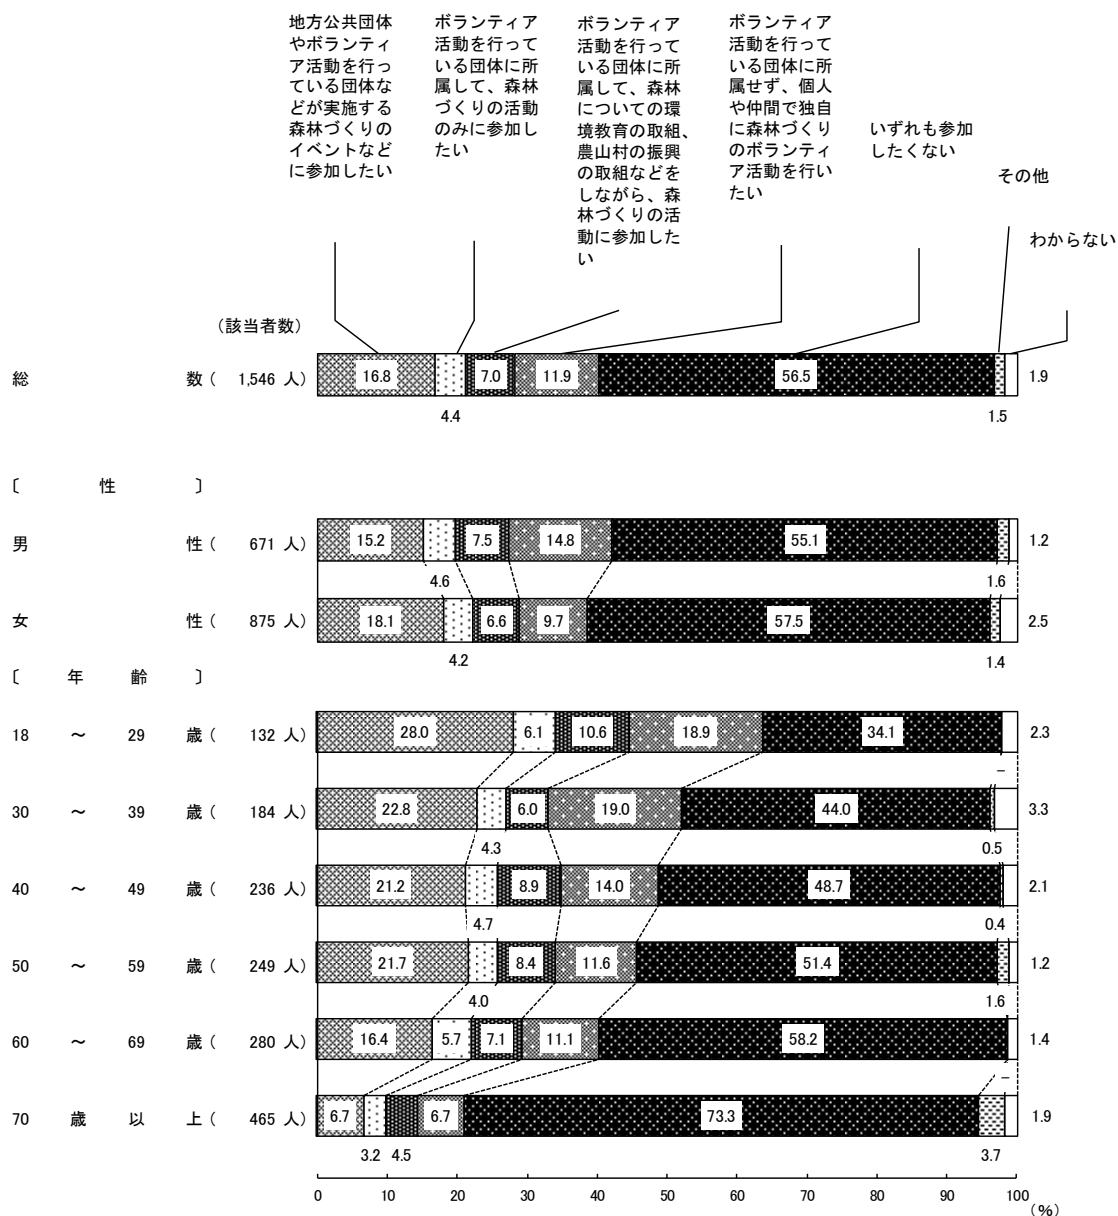 地方公共団体
やボランティ
ア活動を行っ
ている団体な
どが実施する
森林づくりの
イベントなど
に参加したい
ボランティア
活動を行って
いる団体に所
属して、森林
づくりの活動
のみに参加し
たい
ボランティア
活動を行って
いる団体に所
属して、森林
についての環
境教育の取組、
農山村の振興
の取組などを
しながら、森
林づくりの活
動に参加した
い
ボランティア
活動を行って
いる団体に所
属せず、個人
や仲間で独自
に森林づくり
のボランティ
ア活動を行い
たい
いずれも参加
したくない
その他
わからない
(該当者数)
総 数 ( 1,546 人) 16.8 7.0 11.9 56.5 1.9
4.4 1.5
〔 性 〕
男 性 ( 671 人) 15.2 7.5 14.8 55.1 1.2
4.6 1.6
女 性 ( 875 人) 18.1 6.6 9.7 57.5 2.5
4.2 1.4
〔 年 齢 〕
18 ～ 29 歳 ( 132 人) 28.0 6.1 10.6 18.9 34.1 2.3
－
30 ～ 39 歳 ( 184 人) 22.8 6.0 19.0 44.0 3.3
4.3 0.5
40 ～ 49 歳 ( 236 人) 21.2 8.9 14.0 48.7 2.1
4.7 0.4
50 ～ 59 歳 ( 249 人) 21.7 8.4 11.6 51.4 1.2
4.0 1.6
60 ～ 69 歳 ( 280 人) 16.4 5.7 7.1 11.1 58.2 1.4
－
70 歳 以 上 ( 465 人) 6.7 6.7 73.3 1.9
3.2 4.5 3.7
0 10 20 30 40 50 60 70 80 90 100
(%)